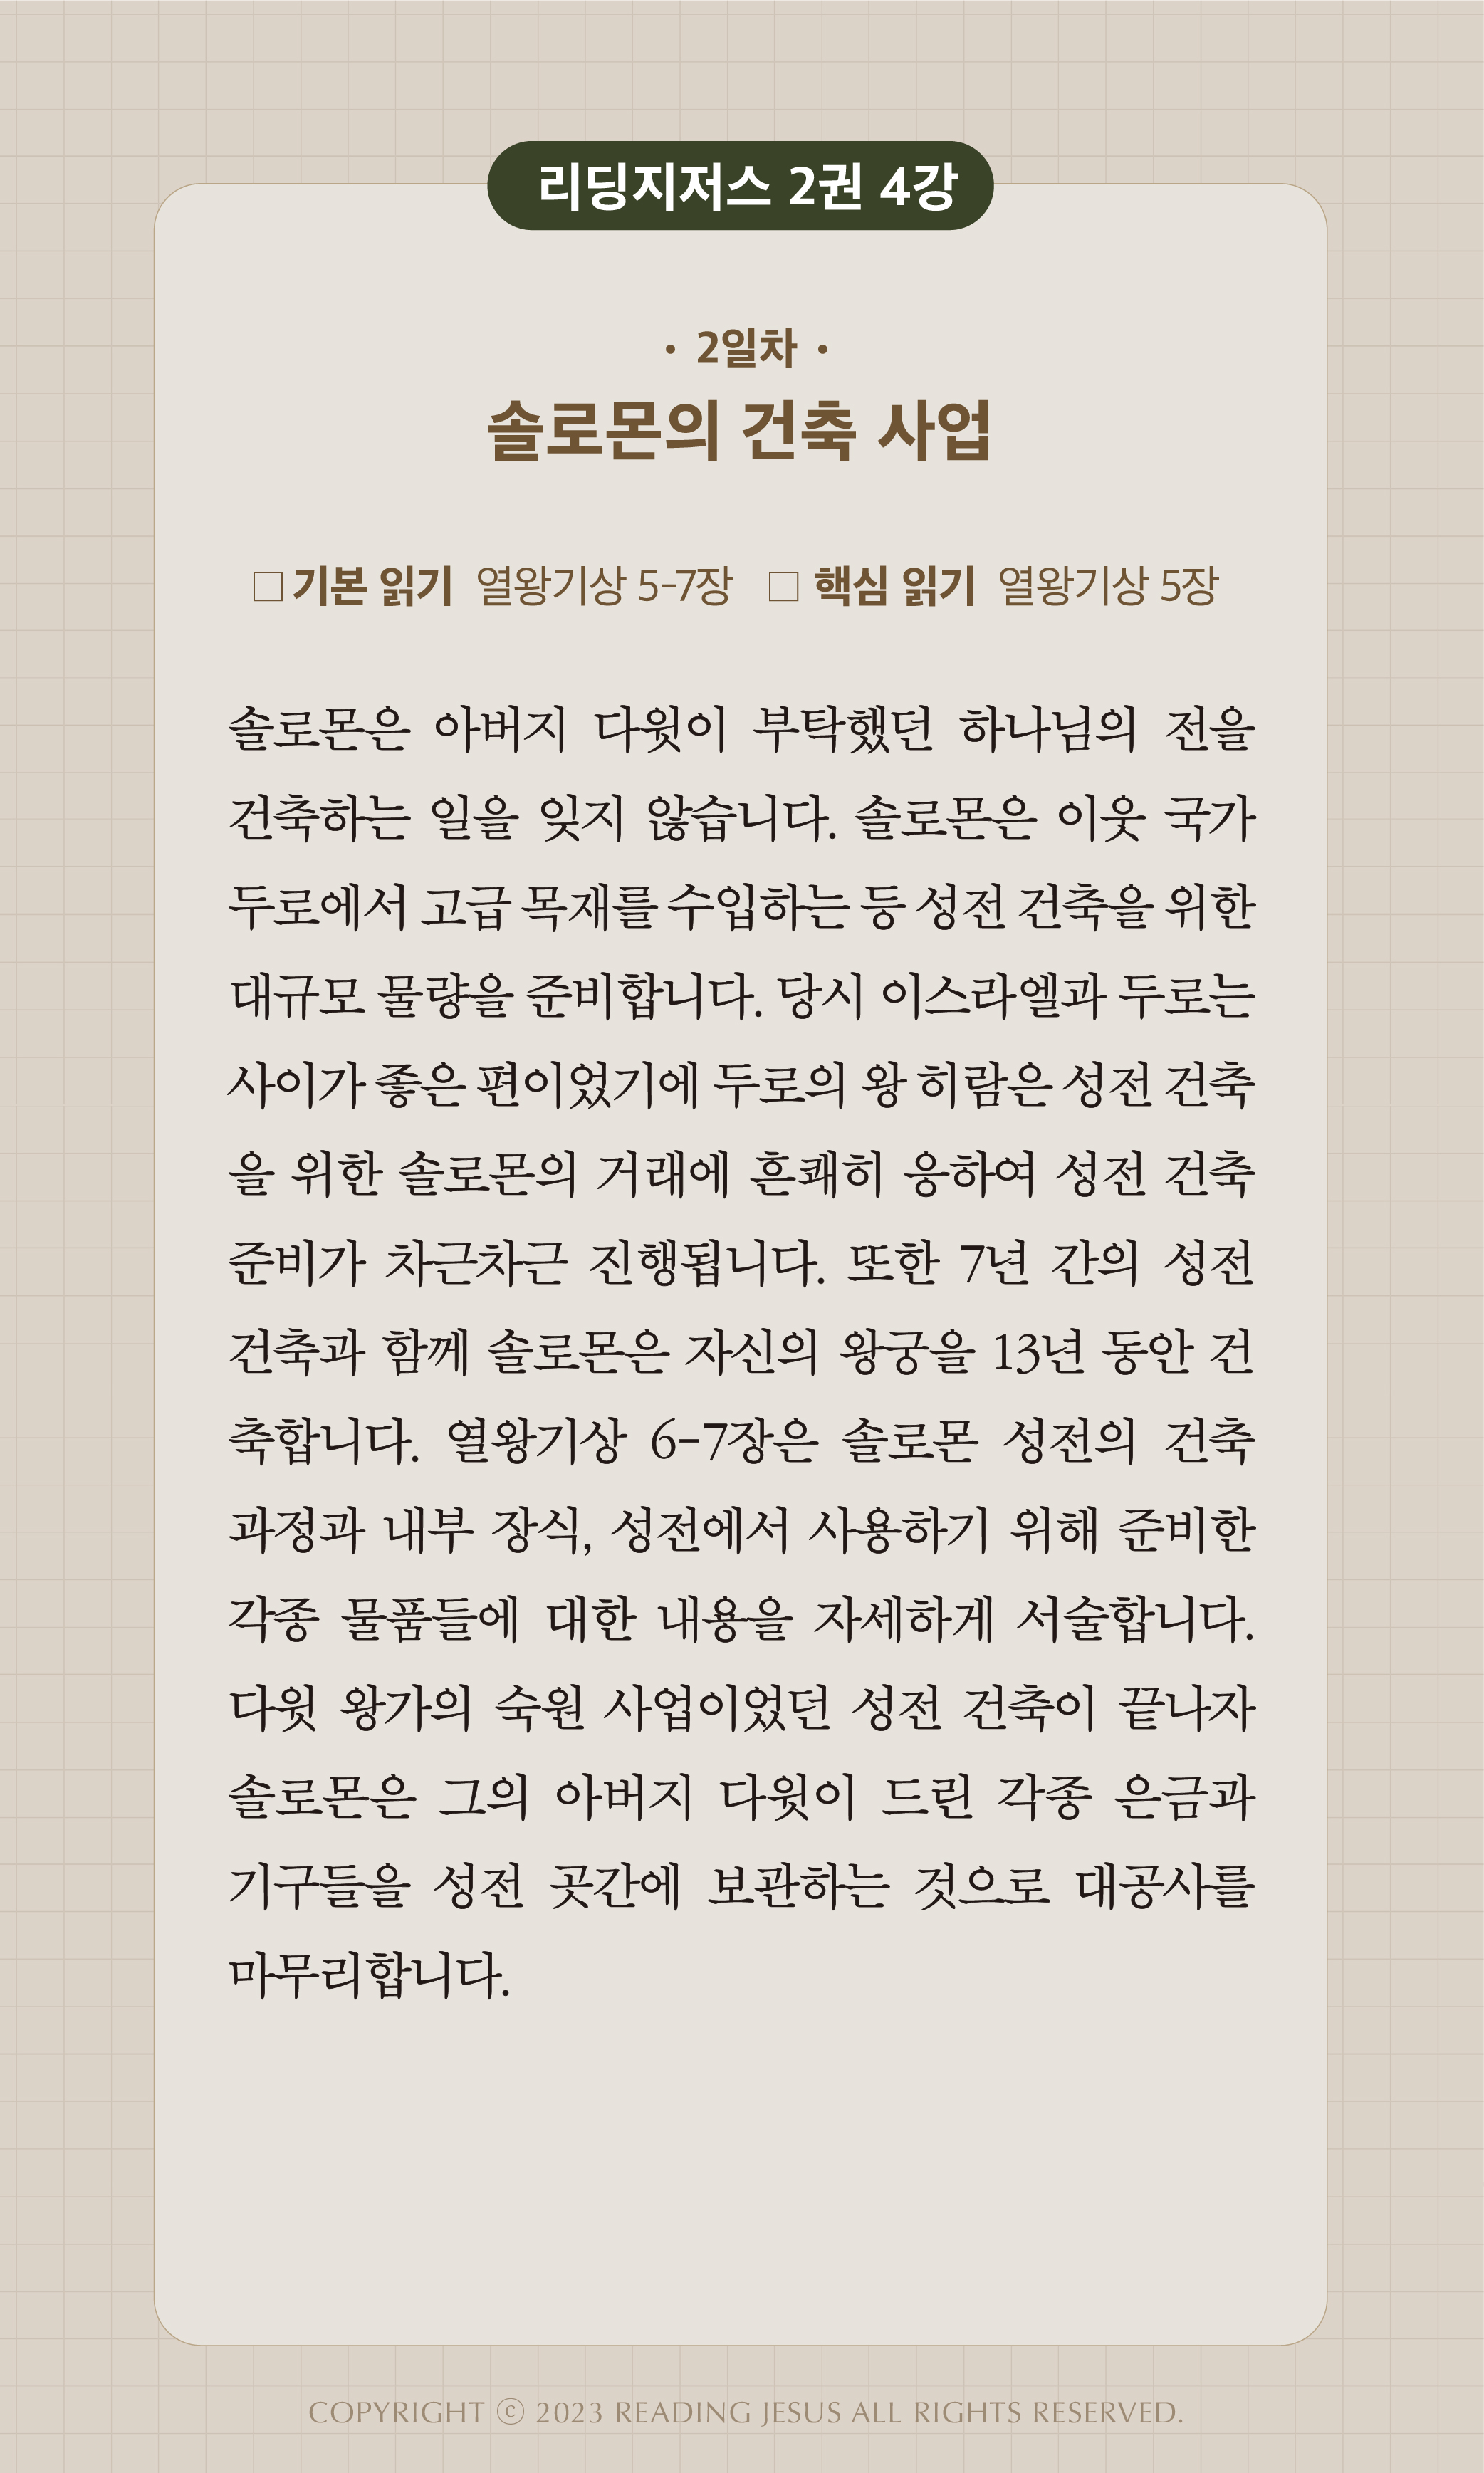 리딩지저스 2권 4강
· 2일차 ·
솔로몬의 건축 사업
□ 기본 읽기 열왕기상 5-7장 □ 핵심 읽기 열왕기상 5장
솔로몬은 아버지 다윗이 부탁했던 하나님의 전을
건축하는 일을 잊지 않습니다. 솔로몬은 이웃 국가
두로에서 고급 목재를 수입하는 등 성전 건축을 위한
대규모 물량을 준비합니다. 당시 이스라엘과 두로는
사이가 좋은 편이었기에 두로의 왕 히람은 성전 건축
을 위한 솔로몬의 거래에 흔쾌히 응하여 성전 건축
준비가 차근차근 진행됩니다. 또한 7년 간의 성전
건축과 함께 솔로몬은 자신의 왕궁을 13년 동안 건
축합니다. 열왕기상 6-7장은 솔로몬 성전의 건축
과정과 내부 장식, 성전에서 사용하기 위해 준비한
각종 물품들에 대한 내용을 자세하게 서술합니다.
다윗 왕가의 숙원 사업이었던 성전 건축이 끝나자
솔로몬은 그의 아버지 다윗이 드린 각종 은금과
기구들을 성전 곳간에 보관하는 것으로 대공사를
마무리합니다.
COPYRIGHT ⓒ 2023 READING JESUS ALL RIGHTS RESERVED.